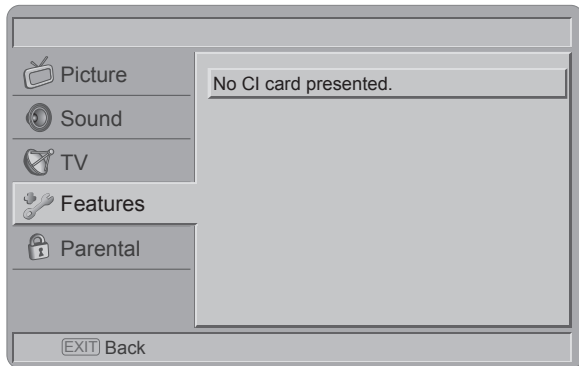 Picture
No CI card presented.
Sound
TV
Features
Parental
EXIT Back